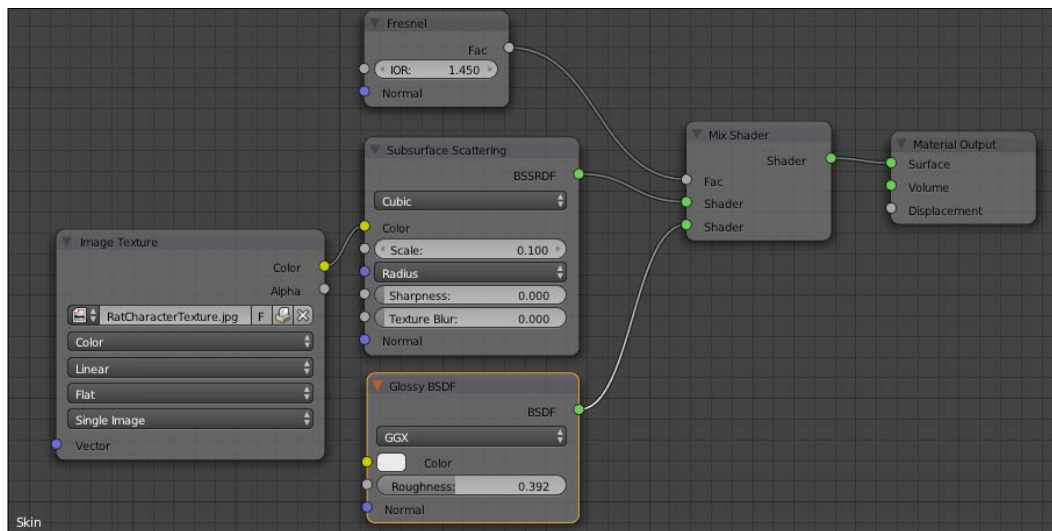 Fresnel
Fac
IOR: 1.450
Normal
Subsurface Scattering
BSSRDF
Cubic
Color
Scale: 0.100
Radius
Sharpness: 0.000
Texture Blur: 0.000
Normal
Image Texture
Color
Alpha
RatCharacterTexture.jpg F
Color
Linear
Flat
Single Image
Vector
Glossy BSDF
BSDF
GGX
Color
Roughness: 0.392
Normal
Mix Shader
Shader
Fac
Shader
Shader
Material Output
Surface
Volume
Displacement
Skin